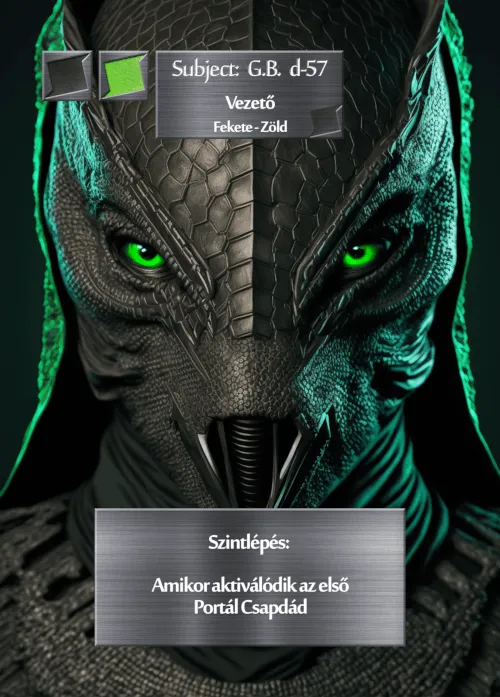 Subject: G.B. d-57
Vezető
Fekete - Zöld
Szintlépés:
Amikor aktiválódik az első
Portál Csapdád